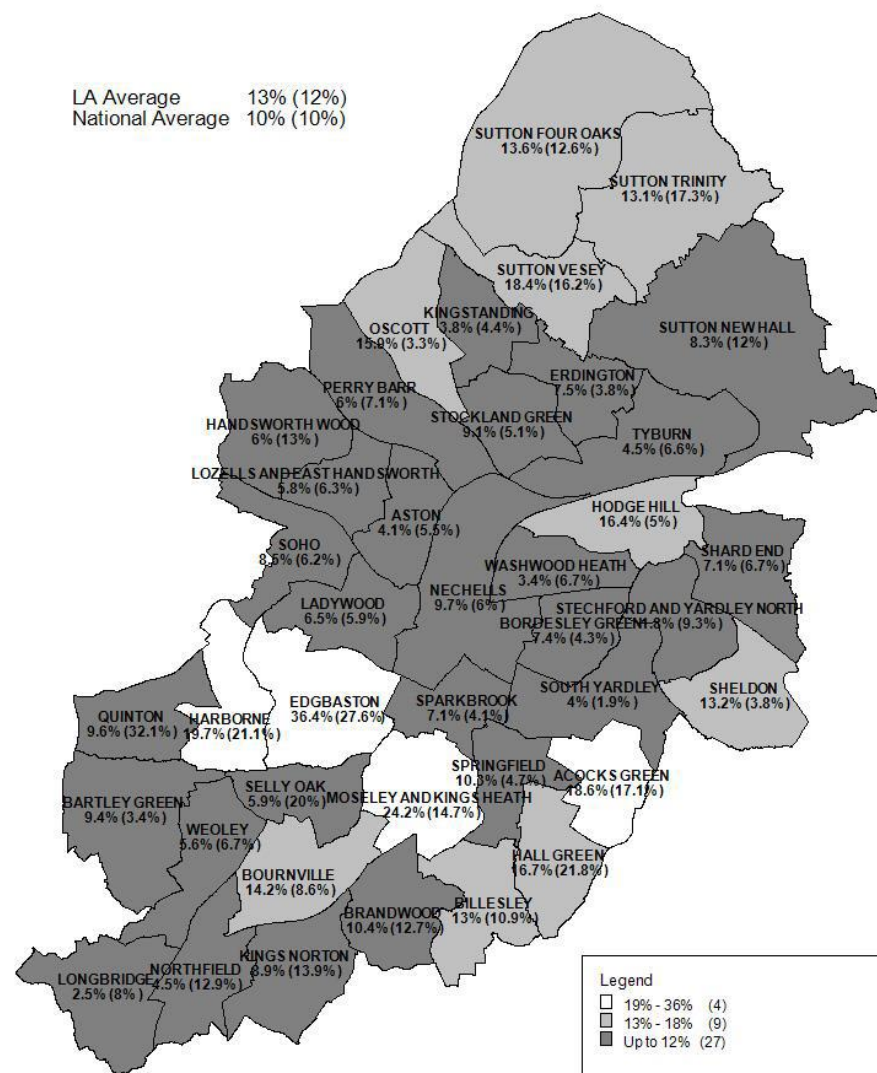 LA Average 13% (12%)
National Average 10% (10%)
SUTTON FOUR OAKS
13.6% (12.6%)
SUTTON TRINITY
13.1% (17.3%)
SUTTON VESEY
18.4% (16.2%)
KINGSTANDING
3.8% (4.4%)
OSCOTT
15.9% (3.3%)
SUTTON NEW HALL
8.3% (12%)
ERDINGTON
7.5% (3.8%)
PERRY BARR
6% (7.1%)
STOCKLAND GREEN
9.1% (5.1%)
HANDSWORTH WOOD
6% (13%)
TYBURN
4.5% (6.6%)
LOZELLS AND EAST HANDSWORTH
5.8% (6.3%)
HODGE HILL
16.4% (5%)
ASTON
4.1% (5.5%)
SOHO
8.5% (6.2%)
SHARD END
7.1% (6.7%)
WASHWOOD HEATH
3.4% (6.7%)
NECHELLS
9.7% (6%)
LADYWOOD
6.5% (5.9%)
STECHFORD AND YARDLEY NORTH
(9.3%)
BORDESLEY GREEN
7.4% (4.3%)
SOUTH YARDLEY
4% (1.9%)
SHELDON
13.2% (3.8%)
EDGBASTON
36.4% (27.6%)
SPARKBROOK
7.1% (4.1%)
QUINTON
9.6% (32.1%)
HARBORNE
19.7% (21.1%)
SPRINGFIELD
10.3% (4.7%)
ACOCKS GREEN
18.6% (17.1%)
SELLY OAK
5.9% (20%)
MOSELEY AND KINGS HEATH
24.2% (14.7%)
BARTLEY GREEN
9.4% (3.4%)
WEOLEY
5.6% (6.7%)
HALL GREEN
16.7% (21.8%)
BOURNVILLE
14.2% (8.6%)
BILLESLEY
13% (10.9%)
BRANDWOOD
10.4% (12.7%)
KINGS NORTON
8.9% (13.9%)
NORTHFIELD
4.5% (12.9%)
LONGBRIDGE
2.5% (8%)
Legend
19% - 36% (4)
13% - 18% (9)
Up to 12% (27)